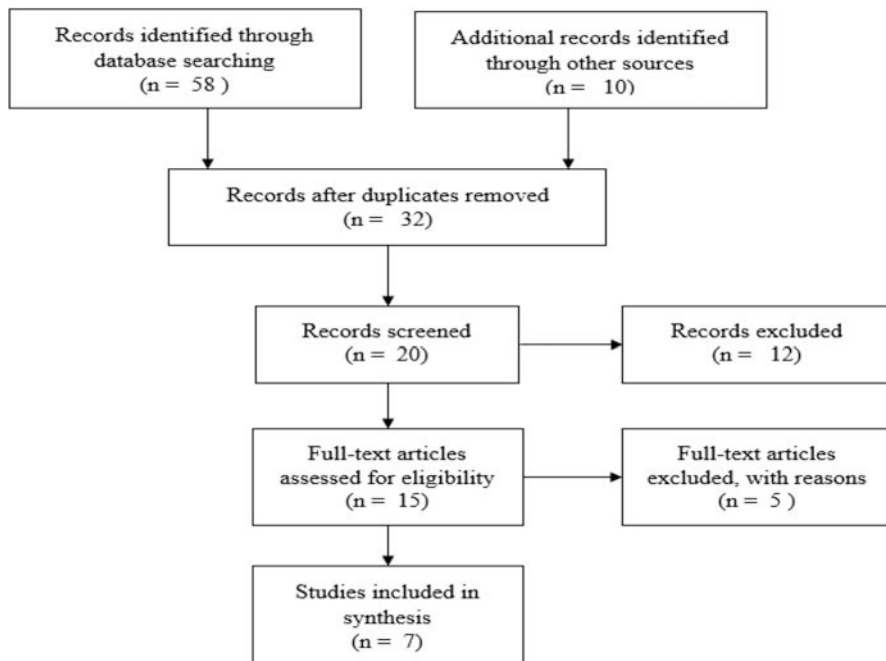 Records identified through
database searching
(n = 58 )
Additional records identified
through other sources
(n = 10)
Records after duplicates removed
(n = 32)
Records screened
(n = 20)
Records excluded
(n = 12)
Full-text articles
assessed for eligibility
(n = 15)
Full-text articles
excluded, with reasons
(n = 5 )
Studies included in
synthesis
(n = 7)